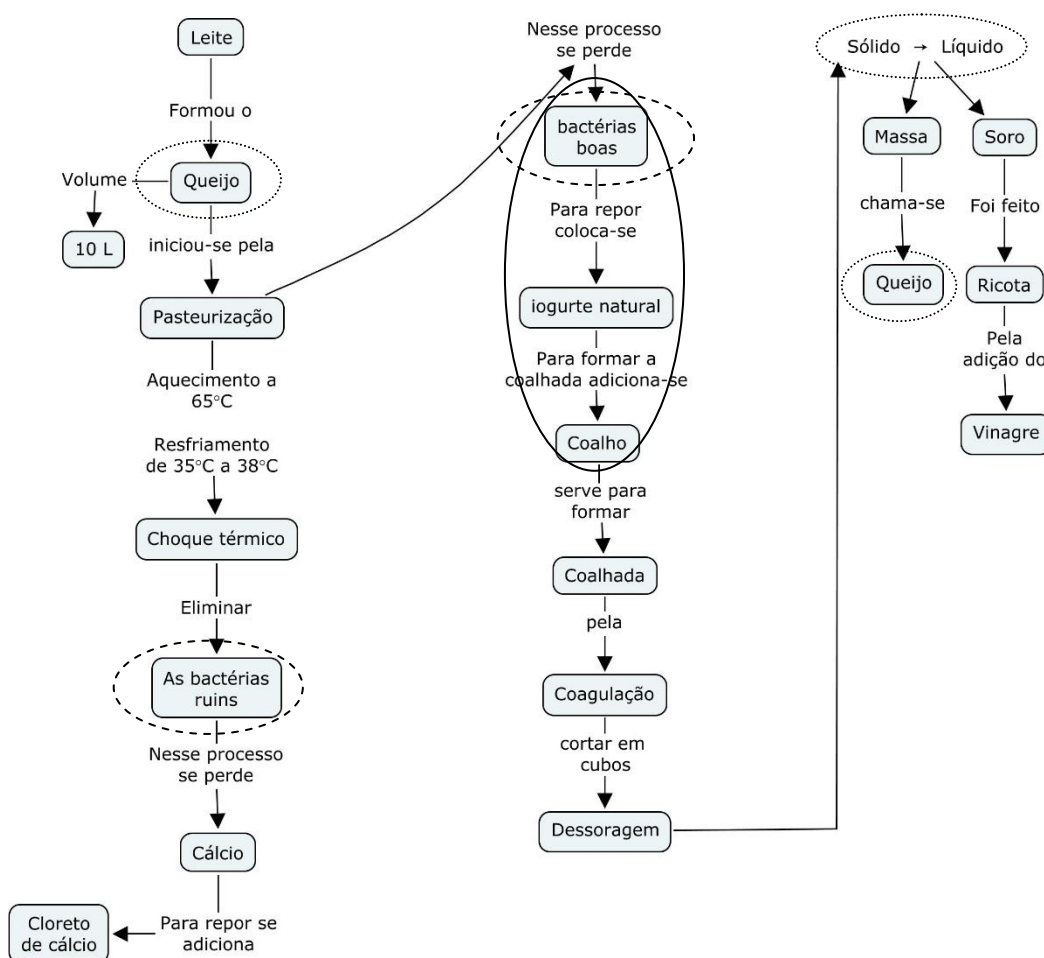 Leite
Formou o
Volume
Queijo
10 L
iniciou-se pela
Pasteurização
Aquecimento a
65°C
Resfriamento
de 35°C a 38°C
Choque térmico
Eliminar
As bactérias
ruins
Nesse processo
se perde
Cálcio
Para repor se
adiciona
Cloreto
de cálcio
Nesse processo
se perde
bactérias
boas
Para repor
coloca-se
iogurte natural
Para formar a
coalhada adiciona-se
Coalho
serve para
formar
Coalhada
pela
Coagulação
cortar em
cubos
Dessoragem
Sólido → Líquido
Massa
chama-se
Queijo
Soro
Foi feito
Ricota
Pela
adição do
Vinagre